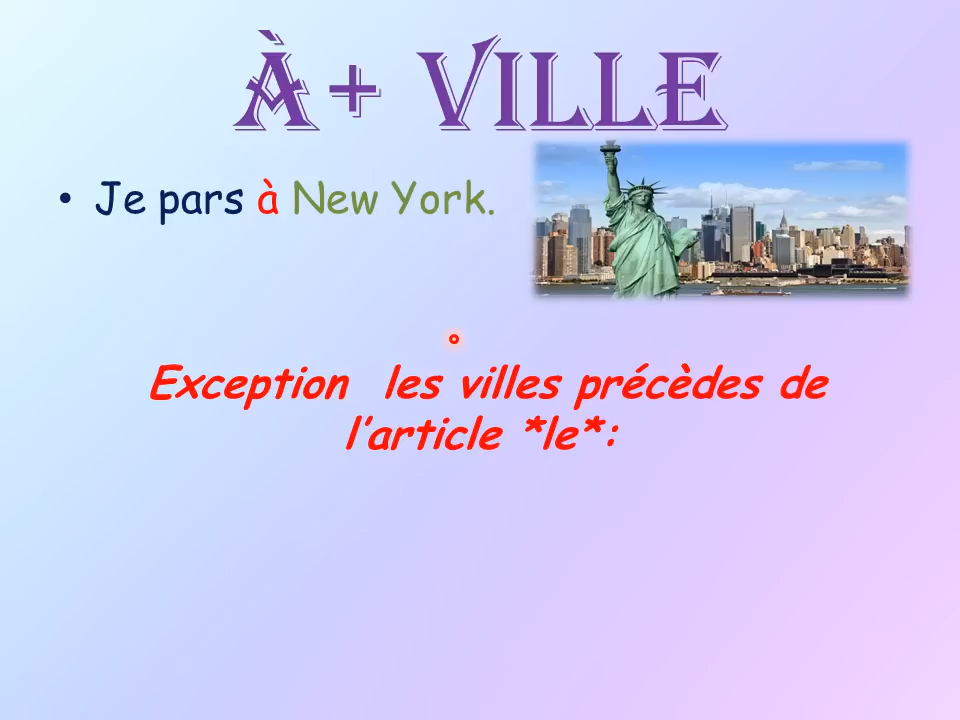 À+ VILLE
• Je pars à New York.
Exception les villes précèdes de
l’article *le*: